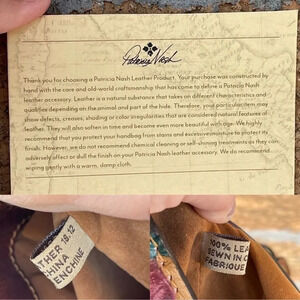 Patricia Nash
Thank you for choosing a Patricia Nash Leather Product. Your purchase was constructed by
hand with the care and old-world craftsmanship that has come to define a Patricia Nash
leather accessory. Leather is a natural substance that takes on different characteristics and
qualities depending on the animal and part of the hide. Therefore, your particular item may
show defects, creases, shading or color irregularities that are considered natural features of
leather. They will also soften in time and become even more beautiful with age. We highly
recommend that you protect your handbag from stains and excessive moisture to protect its
finish. However, we do not recommend chemical cleaning or self-shining treatments as they can
adversely affect or dull the finish on your Patricia Nash leather accessory. We do recommend
wiping gently with a warm, damp cloth.
THER 18.12
CHINA
ENCHINE
100% LEA
SEWN IN C
FABRIQUE